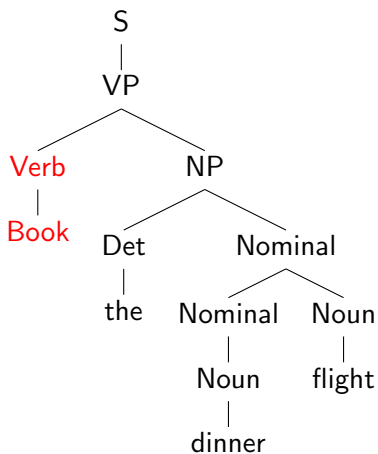 S
VP
Verb NP
Book Det Nominal
the Nominal Noun
Noun flight
dinner